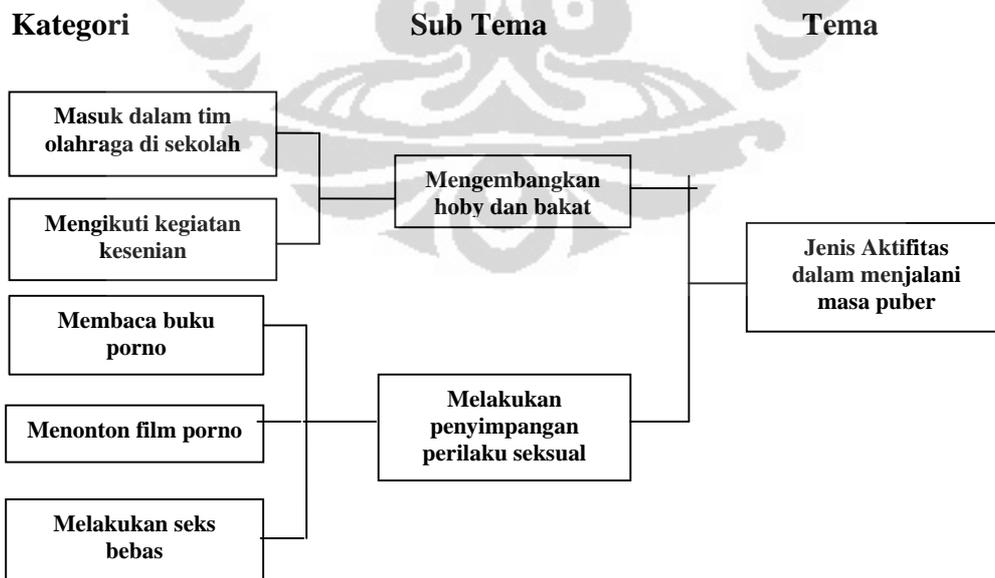 Kategori Sub Tema Tema
Masuk dalam tim
olahraga di sekolah
Mengikuti kegiatan
kesenian
Membaca buku
porno
Menonton film porno
Melakukan seks
bebas
Mengembangkan
hoby dan bakat
Melakukan
penyimpangan
perilaku seksual
Jenis Aktifitas
dalam menjalani
masa puber